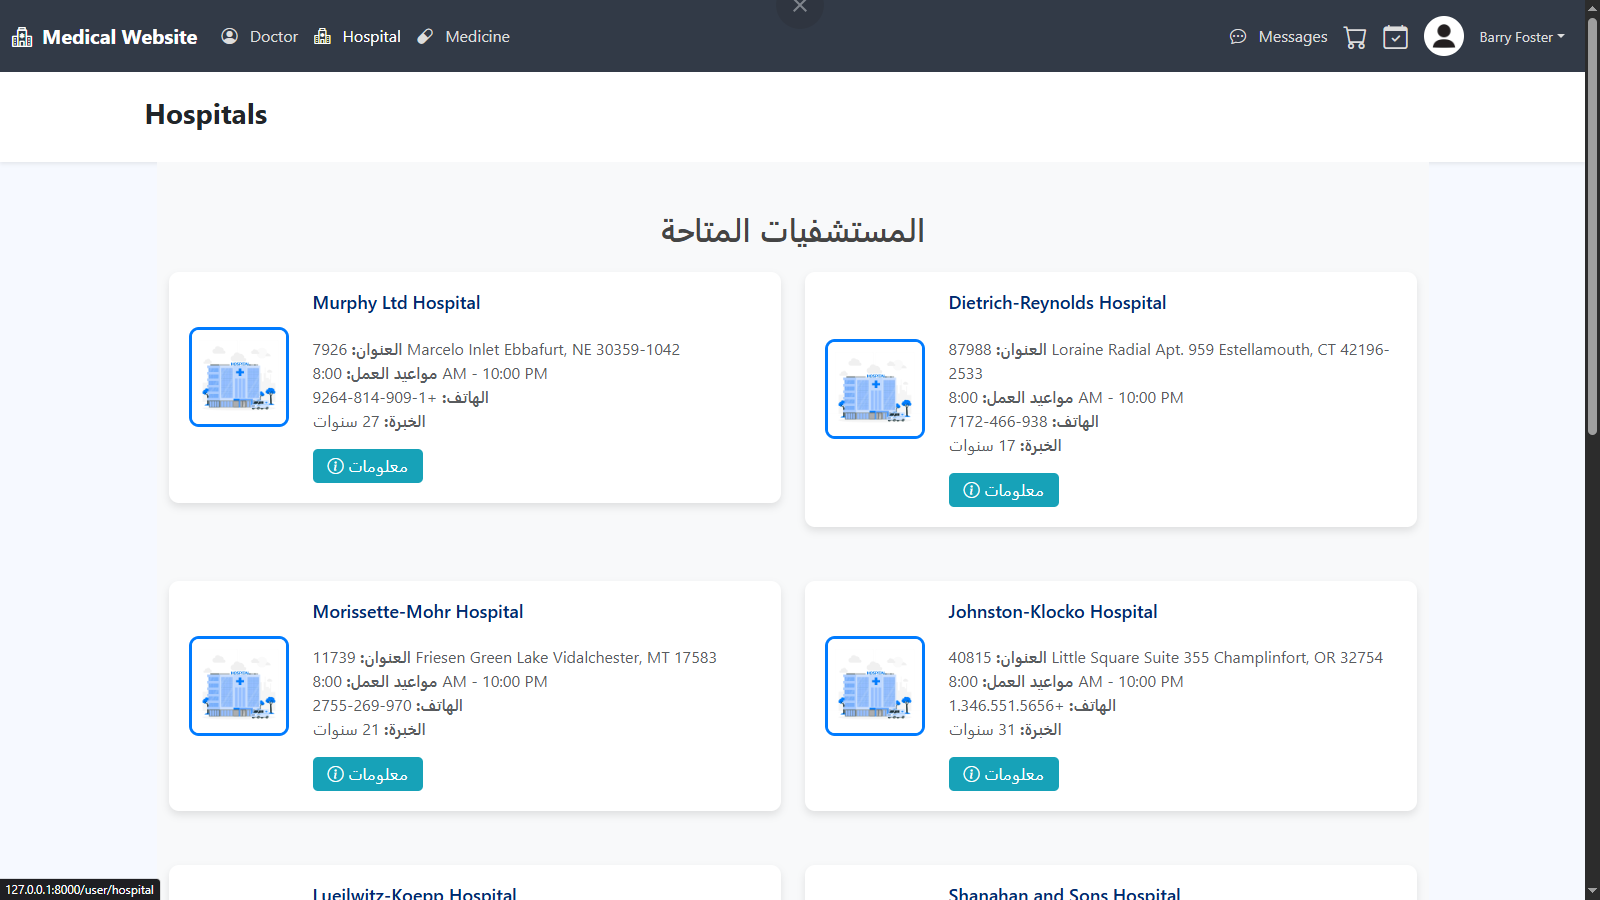 Medical Website Doctor Hospital Medicine Messages Barry Foster
Hospitals
المستشفيات المتاحة
Murphy Ltd Hospital
العنوان: 7926 Marcelo Inlet Ebbafurt, NE 30359-1042
مواعيد العمل: 8:00 AM - 10:00 PM
الهاتف: +1-909-814-9264
الخبرة: 27 سنوات
معلومات
Dietrich-Reynolds Hospital
العنوان: 87988 Loraine Radial Apt. 959 Estellamouth, CT 42196-
2533
مواعيد العمل: 8:00 AM - 10:00 PM
الهاتف: 938-466-7172
الخبرة: 17 سنوات
معلومات
Morissette-Mohr Hospital
العنوان: 11739 Friesen Green Lake Vidalchester, MT 17583
مواعيد العمل: 8:00 AM - 10:00 PM
الهاتف: 970-269-2755
الخبرة: 21 سنوات
معلومات
Johnston-Klocko Hospital
العنوان: 40815 Little Square Suite 355 Champlinfort, OR 32754
مواعيد العمل: 8:00 AM - 10:00 PM
الهاتف: +1.346.551.5656
الخبرة: 31 سنوات
معلومات
Lueilwitz-Koepp Hospital
Shanahan and Sons Hospital
127.0.0.1:8000/user/hospital